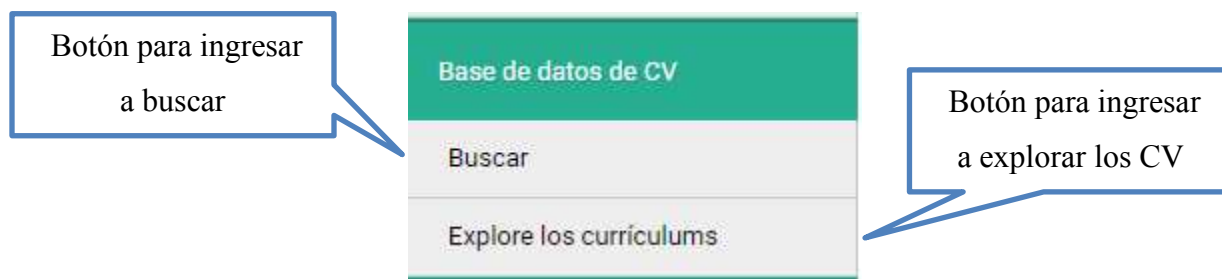 Botón para ingresar
a buscar
Base de datos de CV
Buscar
Explore los currículums
Botón para ingresar
a explorar los CV